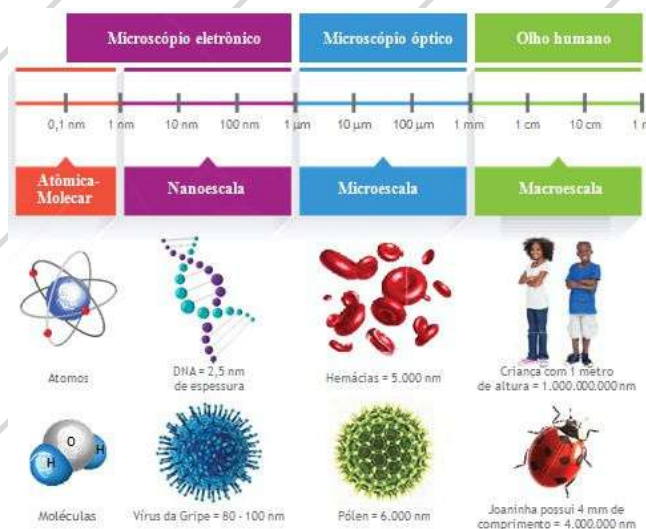 Microscópio eletrônico
Microscópio óptico
Olho humano
0,1 nm
1 nm
10 nm
100 nm
1 µm
10 µm
100 µm
1 mm
1 cm
10 cm
1 m
Atômica-
Molecar
Nanoescala
Microescala
Macroescala
Atomos
DNA = 2,5 nm
de espessura
Hemácias = 5.000 nm
Criança com 1 metro
de altura = 1.000.000.000 nm
O
H
H
Moléculas
Vírus da Gripe = 80 - 100 nm
Pólen = 6.000 nm
Joaninha possui 4 mm de
comprimento = 4.000.000 nm